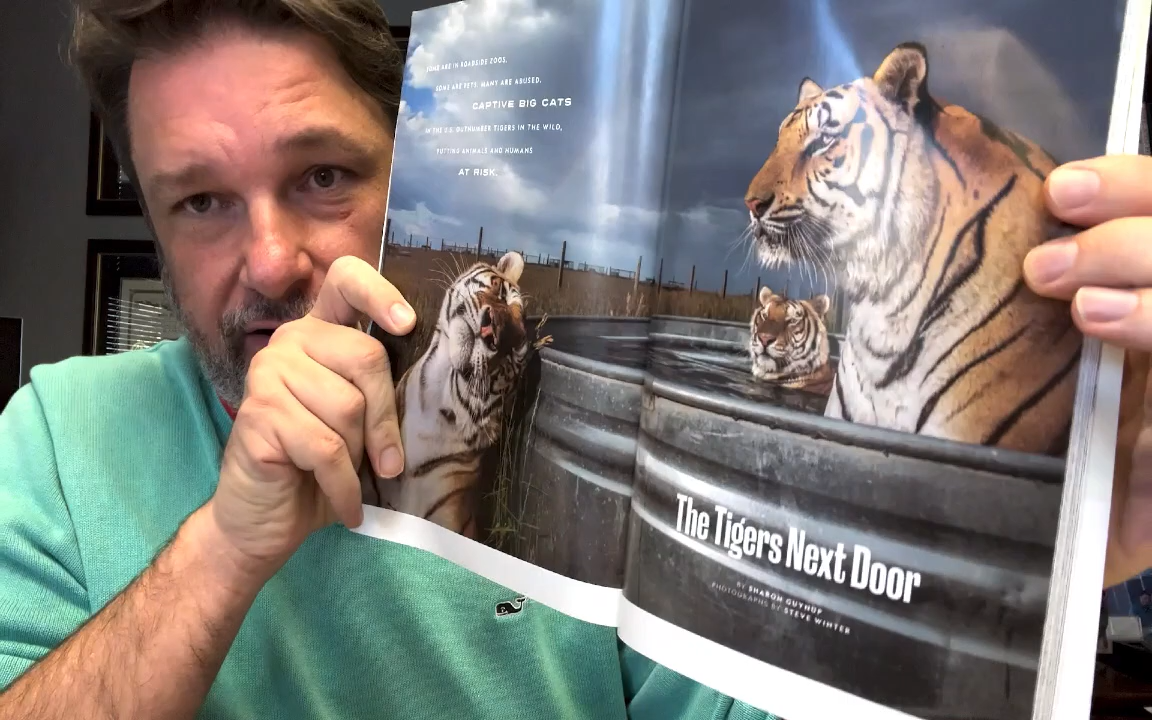 SOME ARE IN ROADSIDE ZOOS.
SOME ARE PETS. MANY ARE ABUSED.
CAPTIVE BIG CATS
IN THE U.S. OUTNUMBER TIGERS IN THE WILD,
PUTTING ANIMALS AND HUMANS
AT RISK.
The Tigers Next Door
BY SHARON GUYNUP
PHOTOGRAPHS BY STEVE WINTER